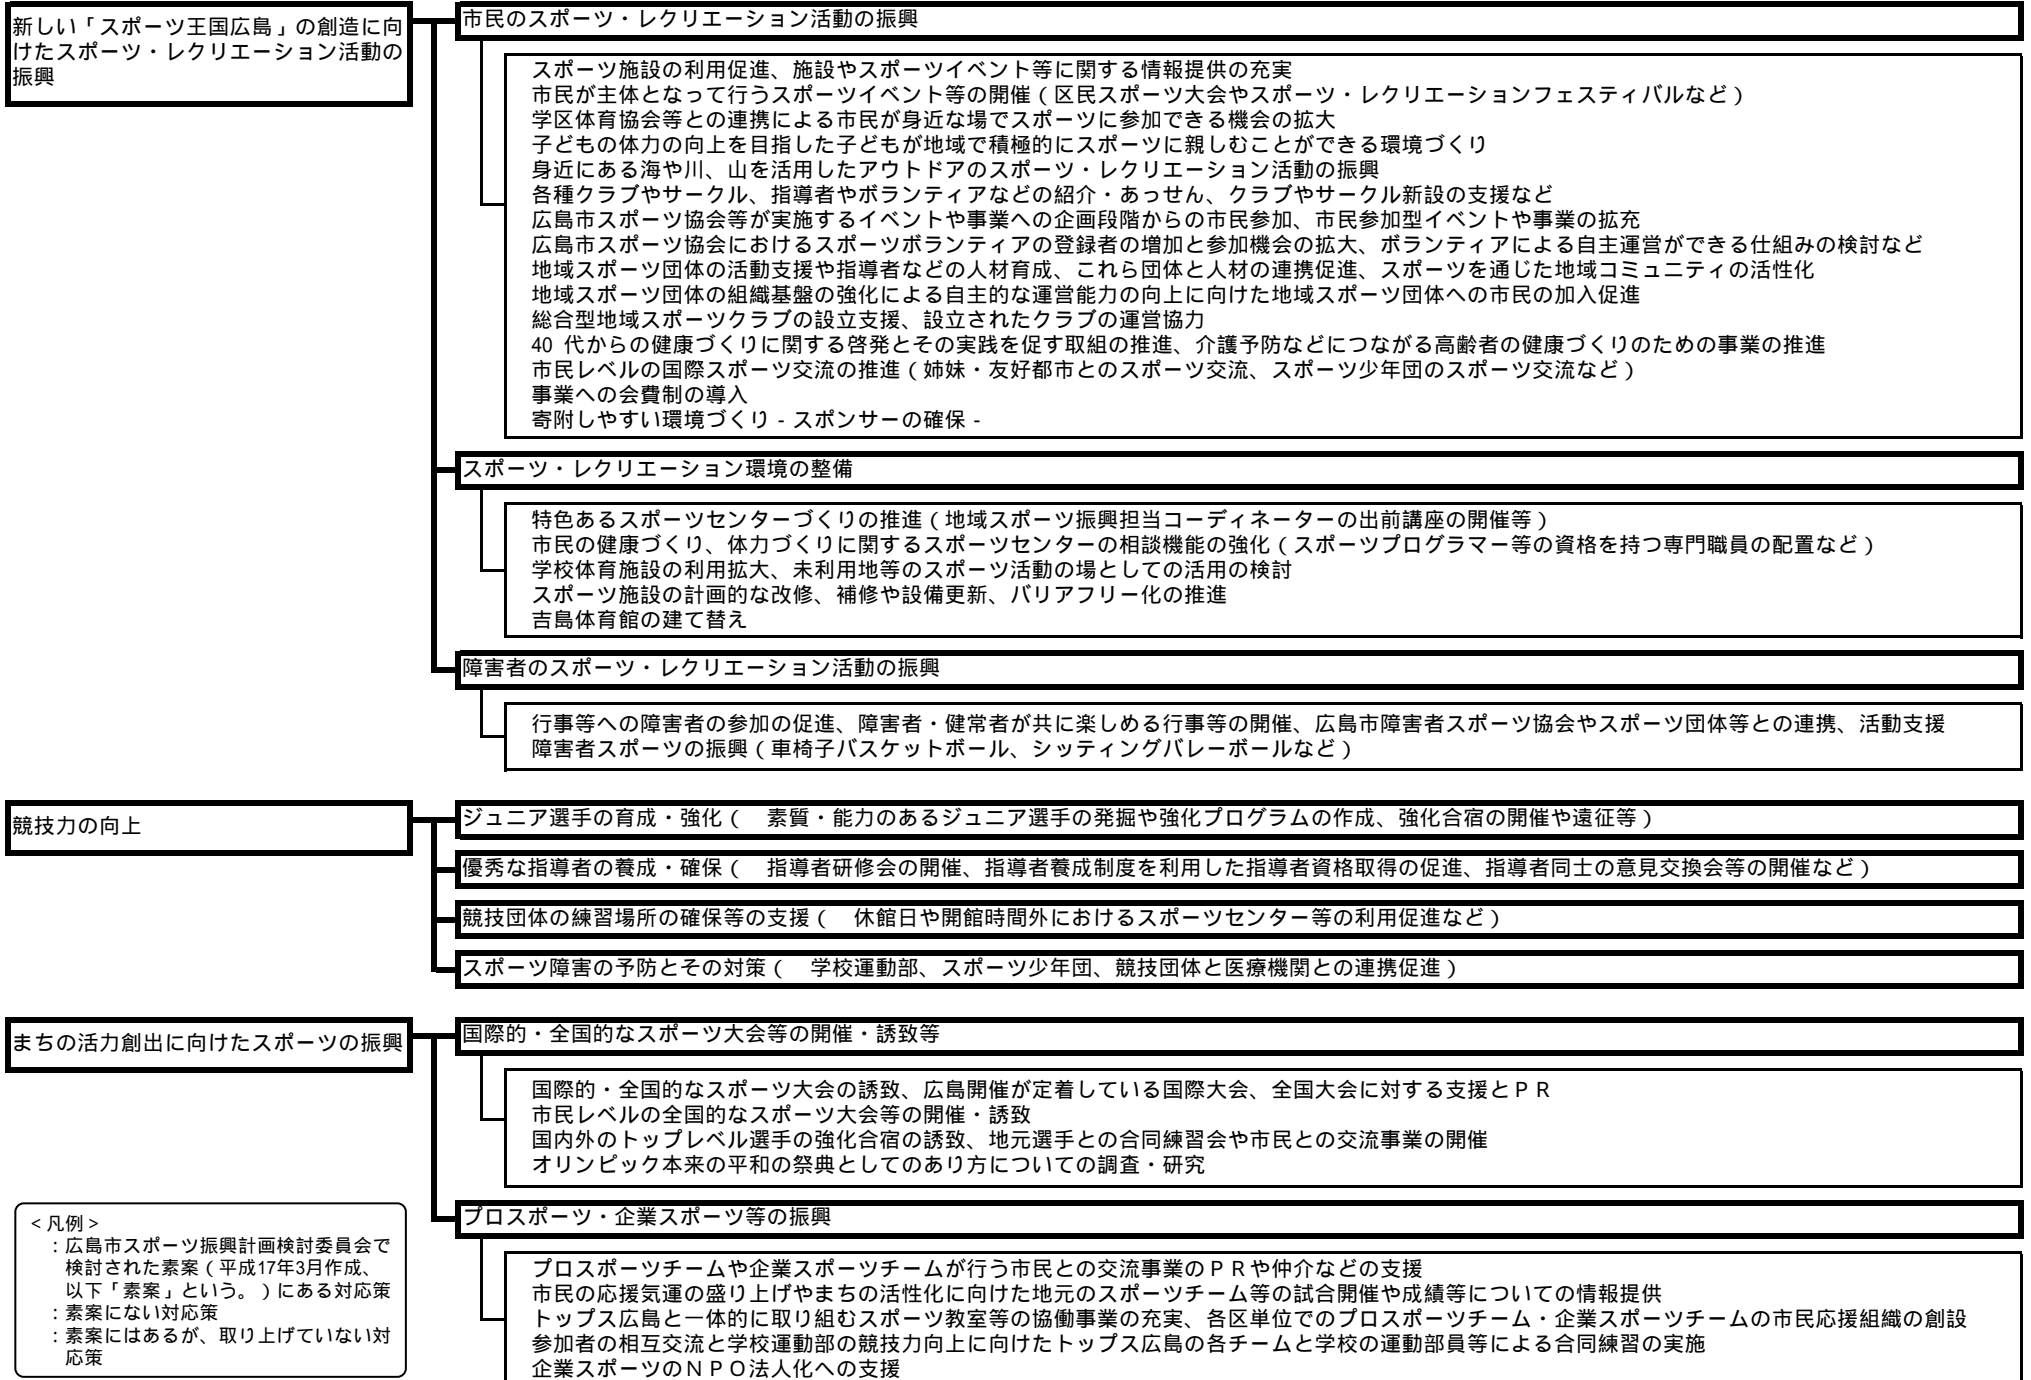 新しい「スポーツ王国広島」の創造に向
けたスポーツ・レクリエーション活動の
振興
市民のスポーツ・レクリエーション活動の振興
スポーツ施設の利用促進、施設やスポーツイベント等に関する情報提供の充実
市民が主体となって行うスポーツイベント等の開催（区民スポーツ大会やスポーツ・レクリエーションフェスティバルなど）
学区体育協会等との連携による市民が身近な場でスポーツに参加できる機会の拡大
子どもの体力の向上を目指した子どもが地域で積極的にスポーツに親しむことができる環境づくり
身近にある海や川、山を活用したアウトドアのスポーツ・レクリエーション活動の振興
各種クラブやサークル、指導者やボランティアなどの紹介・あっせん、クラブやサークル新設の支援など
広島市スポーツ協会等が実施するイベントや事業への企画段階からの市民参加、市民参加型イベントや事業の拡充
広島市スポーツ協会におけるスポーツボランティアの登録者の増加と参加機会の拡大、ボランティアによる自主運営ができる仕組みの検討など
地域スポーツ団体の活動支援や指導者などの人材育成、これら団体と人材の連携促進、スポーツを通じた地域コミュニティの活性化
地域スポーツ団体の組織基盤の強化による自主的な運営能力の向上に向けた地域スポーツ団体への市民の加入促進
総合型地域スポーツクラブの設立支援、設立されたクラブの運営協力
40 代からの健康づくりに関する啓発とその実践を促す取組の推進、介護予防などにつながる高齢者の健康づくりのための事業の推進
市民レベルの国際スポーツ交流の推進（姉妹・友好都市とのスポーツ交流、スポーツ少年団のスポーツ交流など）
事業への会費制の導入
寄附しやすい環境づくり - スポンサーの確保 -
スポーツ・レクリエーション環境の整備
特色あるスポーツセンターづくりの推進（地域スポーツ振興担当コーディネーターの出前講座の開催等）
市民の健康づくり、体力づくりに関するスポーツセンターの相談機能の強化（スポーツプログラマー等の資格を持つ専門職員の配置など）
学校体育施設の利用拡大、未利用地等のスポーツ活動の場としての活用の検討
スポーツ施設の計画的な改修、補修や設備更新、バリアフリー化の推進
吉島体育館の建て替え
障害者のスポーツ・レクリエーション活動の振興
行事等への障害者の参加の促進、障害者・健常者が共に楽しめる行事等の開催、広島市障害者スポーツ協会やスポーツ団体等との連携、活動支援
障害者スポーツの振興（車椅子バスケットボール、シッティングバレーボールなど）
競技力の向上
ジュニア選手の育成・強化（　素質・能力のあるジュニア選手の発掘や強化プログラムの作成、強化合宿の開催や遠征等）
優秀な指導者の養成・確保（　指導者研修会の開催、指導者養成制度を利用した指導者資格取得の促進、指導者同士の意見交換会等の開催など）
競技団体の練習場所の確保等の支援（　休館日や開館時間外におけるスポーツセンター等の利用促進など）
スポーツ障害の予防とその対策（　学校運動部、スポーツ少年団、競技団体と医療機関との連携促進）
まちの活力創出に向けたスポーツの振興
国際的・全国的なスポーツ大会等の開催・誘致等
国際的・全国的なスポーツ大会の誘致、広島開催が定着している国際大会、全国大会に対する支援とＰＲ
市民レベルの全国的なスポーツ大会等の開催・誘致
国内外のトップレベル選手の強化合宿の誘致、地元選手との合同練習会や市民との交流事業の開催
オリンピック本来の平和の祭典としてのあり方についての調査・研究
プロスポーツ・企業スポーツ等の振興
プロスポーツチームや企業スポーツチームが行う市民との交流事業のＰＲや仲介などの支援
市民の応援気運の盛り上げやまちの活性化に向けた地元のスポーツチーム等の試合開催や成績等についての情報提供
トップス広島と一体的に取り組むスポーツ教室等の協働事業の充実、各区単位でのプロスポーツチーム・企業スポーツチームの市民応援組織の創設
参加者の相互交流と学校運動部の競技力向上に向けたトップス広島の各チームと学校の運動部員等による合同練習の実施
企業スポーツのＮＰＯ法人化への支援
<凡例>
：広島市スポーツ振興計画検討委員会で
検討された素案（平成17年3月作成、
以下「素案」という。）にある対応策
：素案にない対応策
：素案にはあるが、取り上げていない対
応策